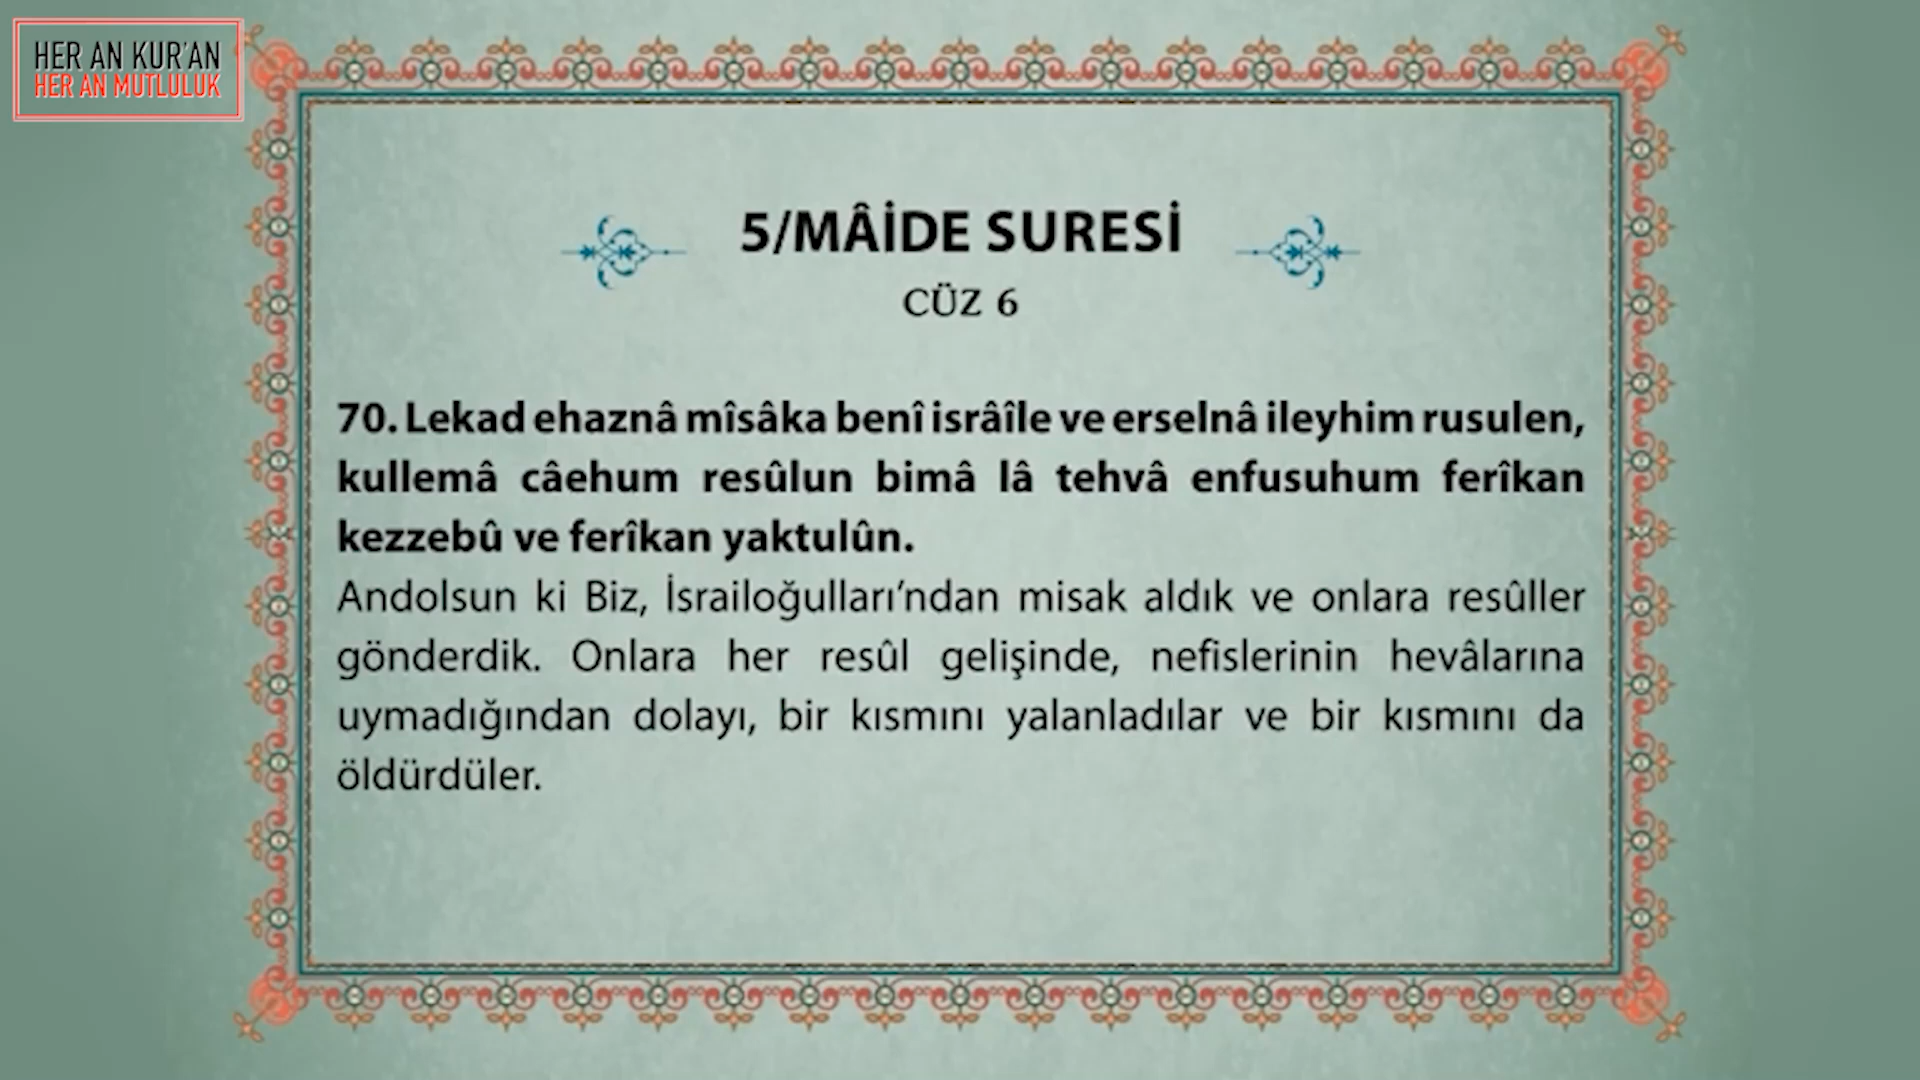 HER AN KUR'AN
HER AN MUTLULUK
5/MÂİDE SURESİ
CÜZ 6
70. Lekad ehaznâ mîsâka benî isrâîle ve erselnâ ileyhim rusulen,
kullemâ câehum resûlun bimâ lâ tehvâ enfusuhum ferîkan
kezzebû ve ferîkan yaktulûn.
Andolsun ki Biz, İsrailoğulları’ndan misak aldık ve onlara resûller
gönderdik. Onlara her resûl gelişinde, nefislerinin hevâlarına
uymadığından dolayı, bir kısmını yalanladılar ve bir kısmını da
öldürdüler.